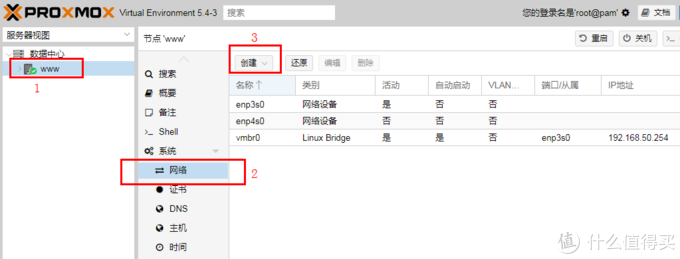 PROXMOX Virtual Environment 5.4-3 搜索 您的登录名是'root@pam' 文档
服务器视图
数据中心
www
1
节点 'www' 重启 关机 >_
3
搜索
概要
备注
>_ Shell
系统
网络
2
证书
DNS
主机
时间
创建 还原 编辑 删除
名称↑ 类别 活动 自动启动 VLAN... 端口/从属 IP地址
enp3s0 网络设备 是 否 否
enp4s0 网络设备 否 否 否
vmbr0 Linux Bridge 是 是 否 enp3s0 192.168.50.254
值 什么值得买